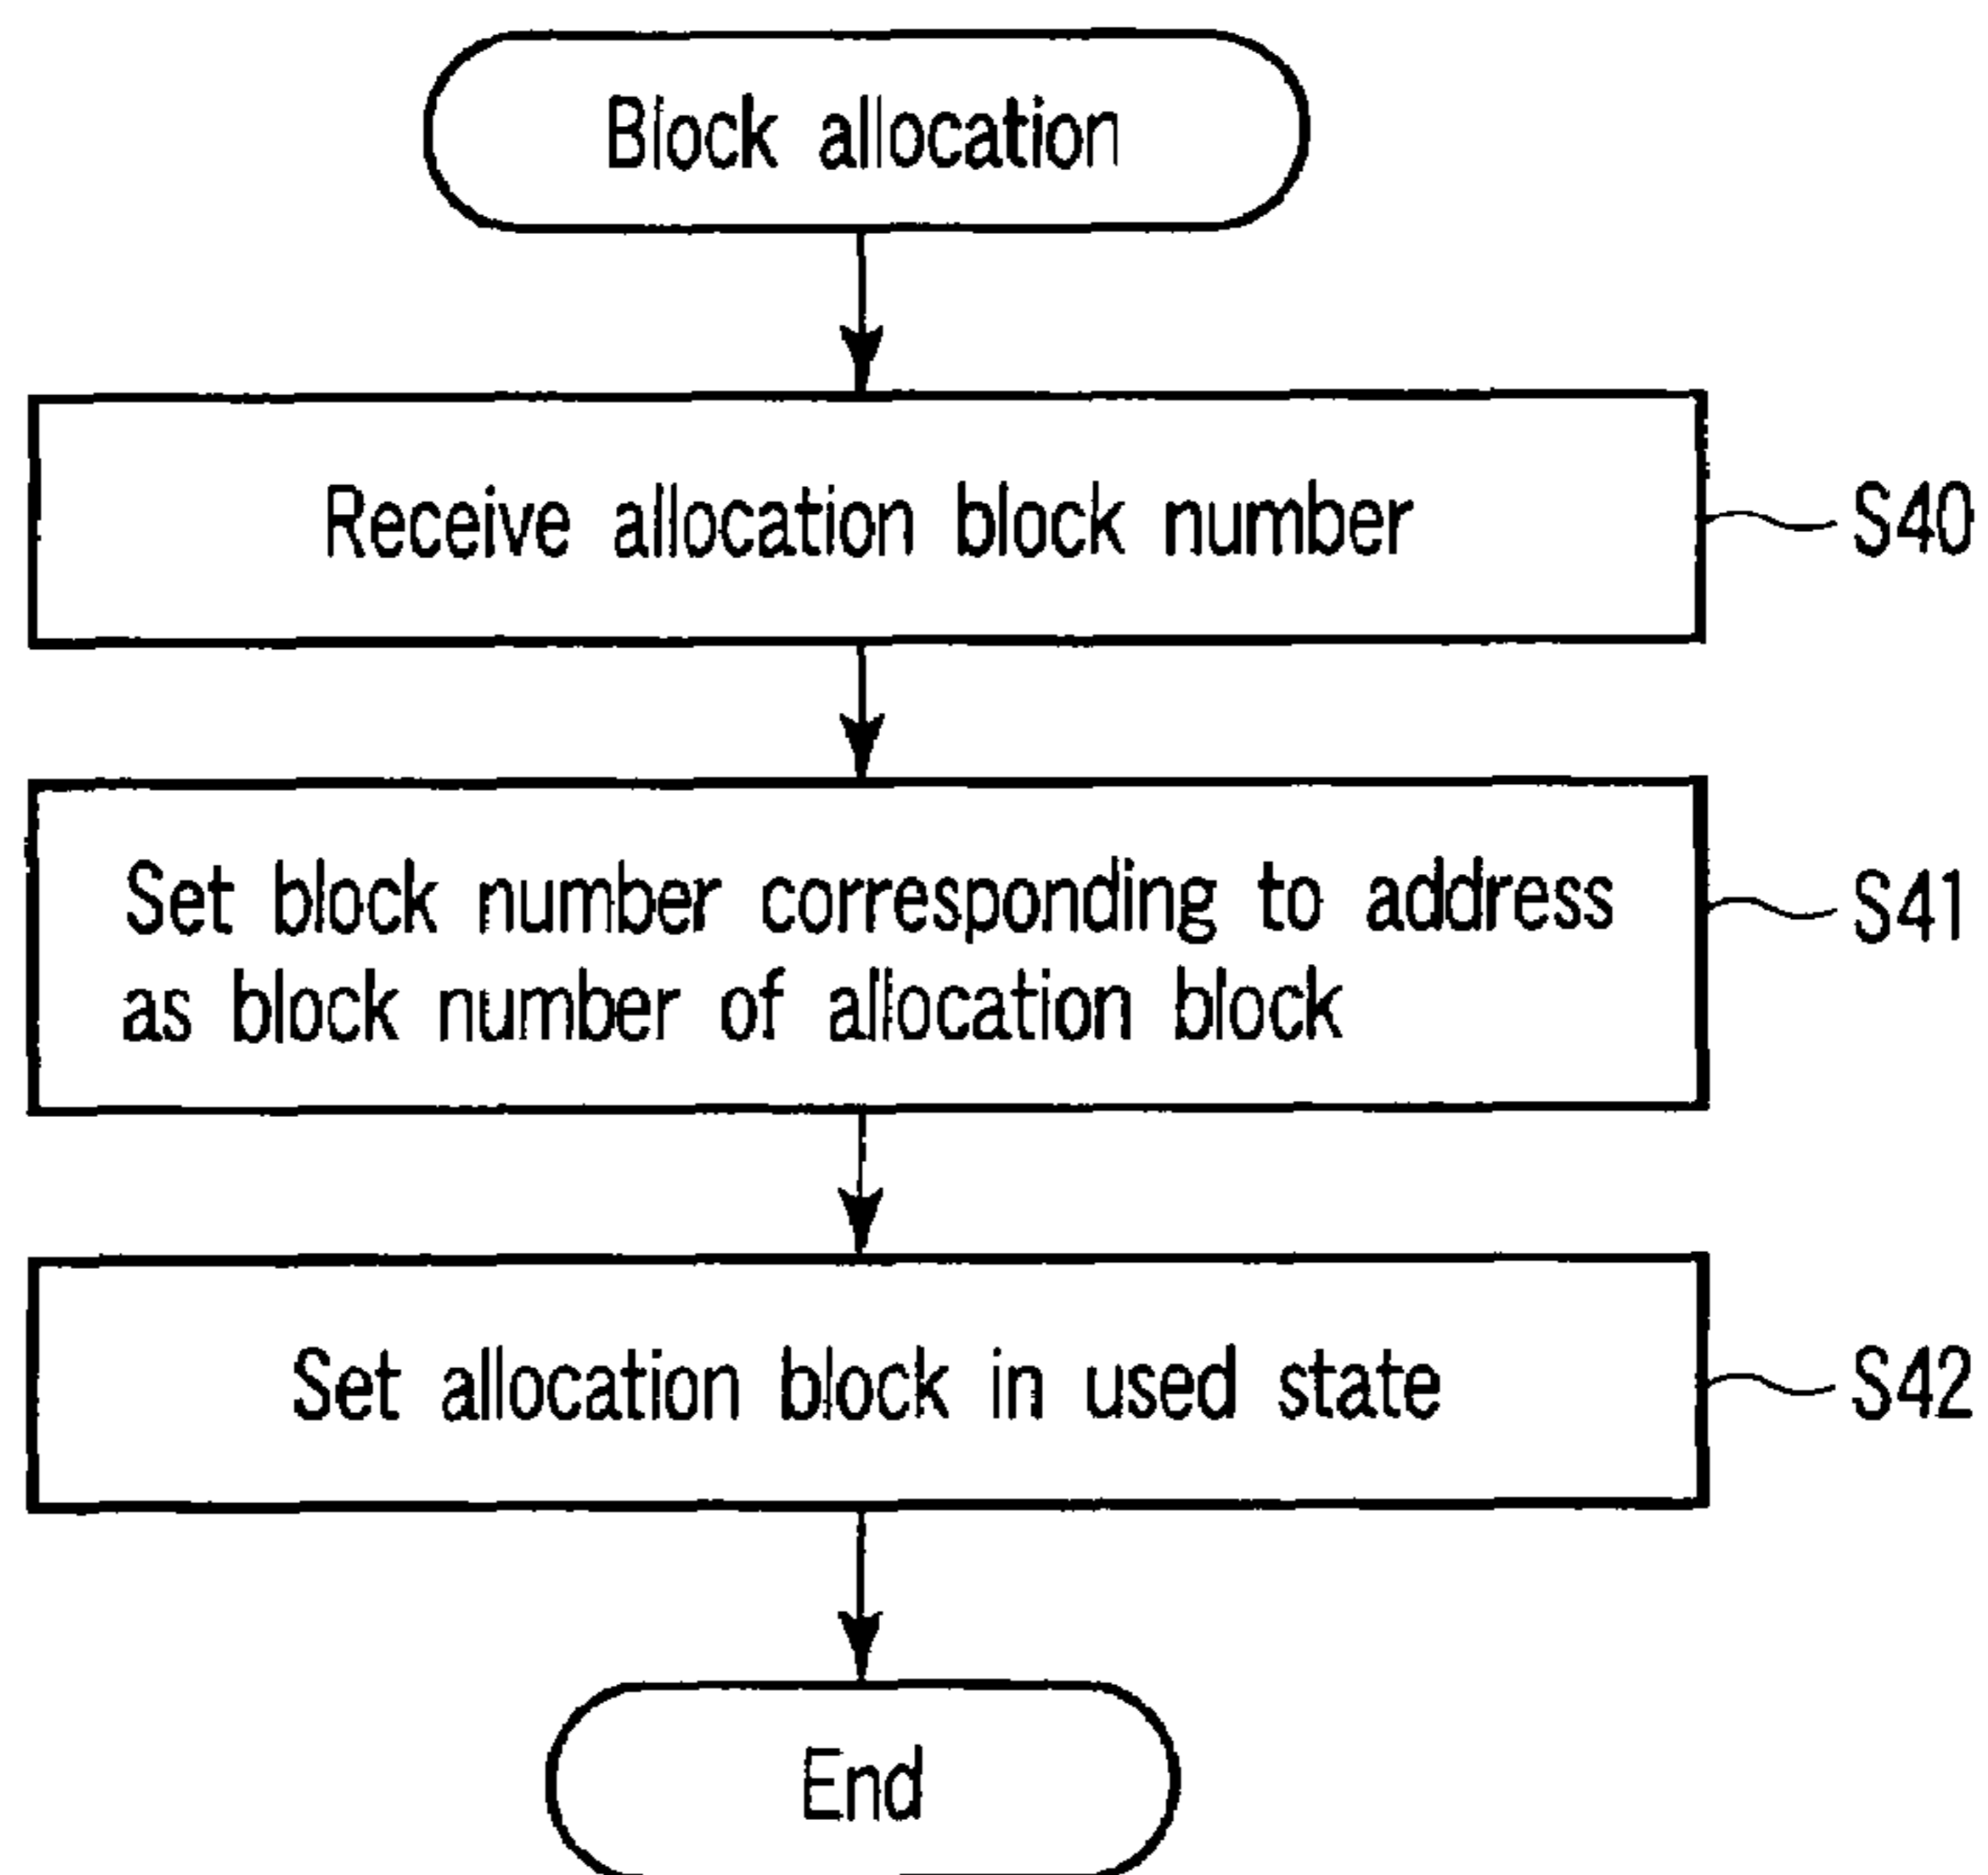 Block allocation
Receive allocation block number
S40
Set block number corresponding to address
as block number of allocation block
S41
Set allocation block in used state
S42
End